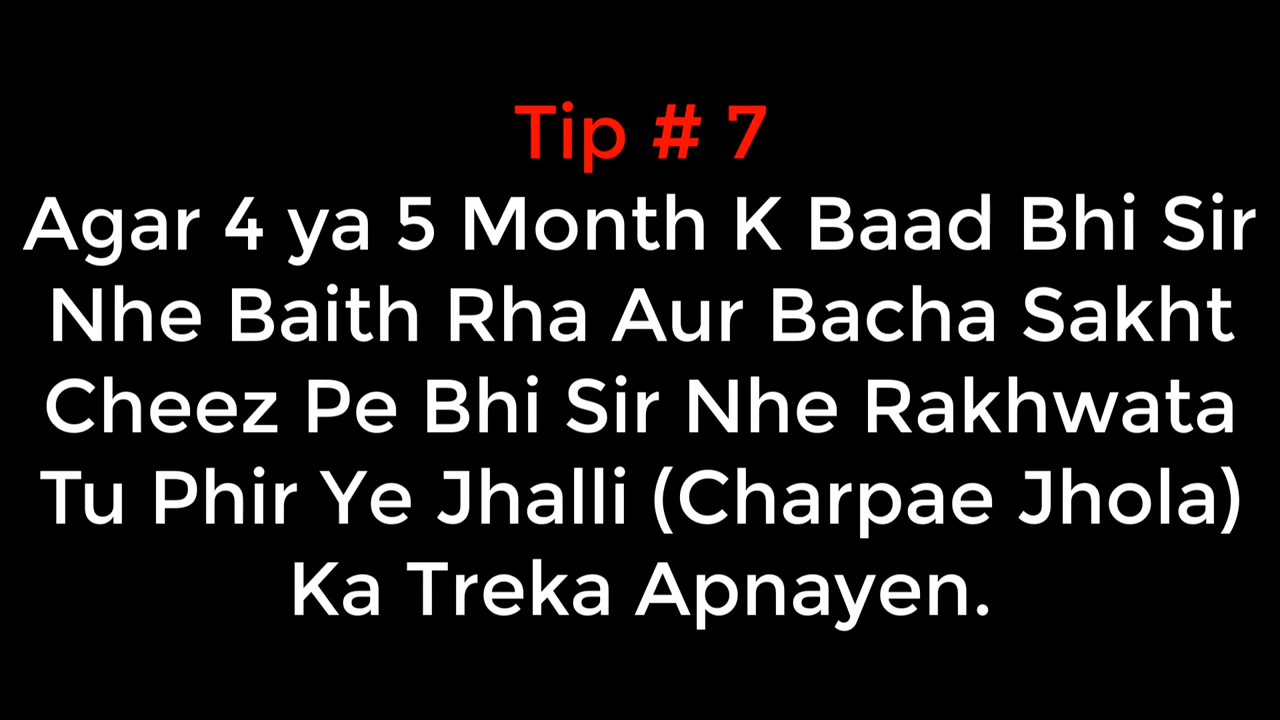 Tip # 7
Agar 4 ya 5 Month K Baad Bhi Sir
Nhe Baith Rha Aur Bacha Sakht
Cheez Pe Bhi Sir Nhe Rakhwata
Tu Phir Ye Jhalli (Charpae Jhola)
Ka Treka Apnayen.